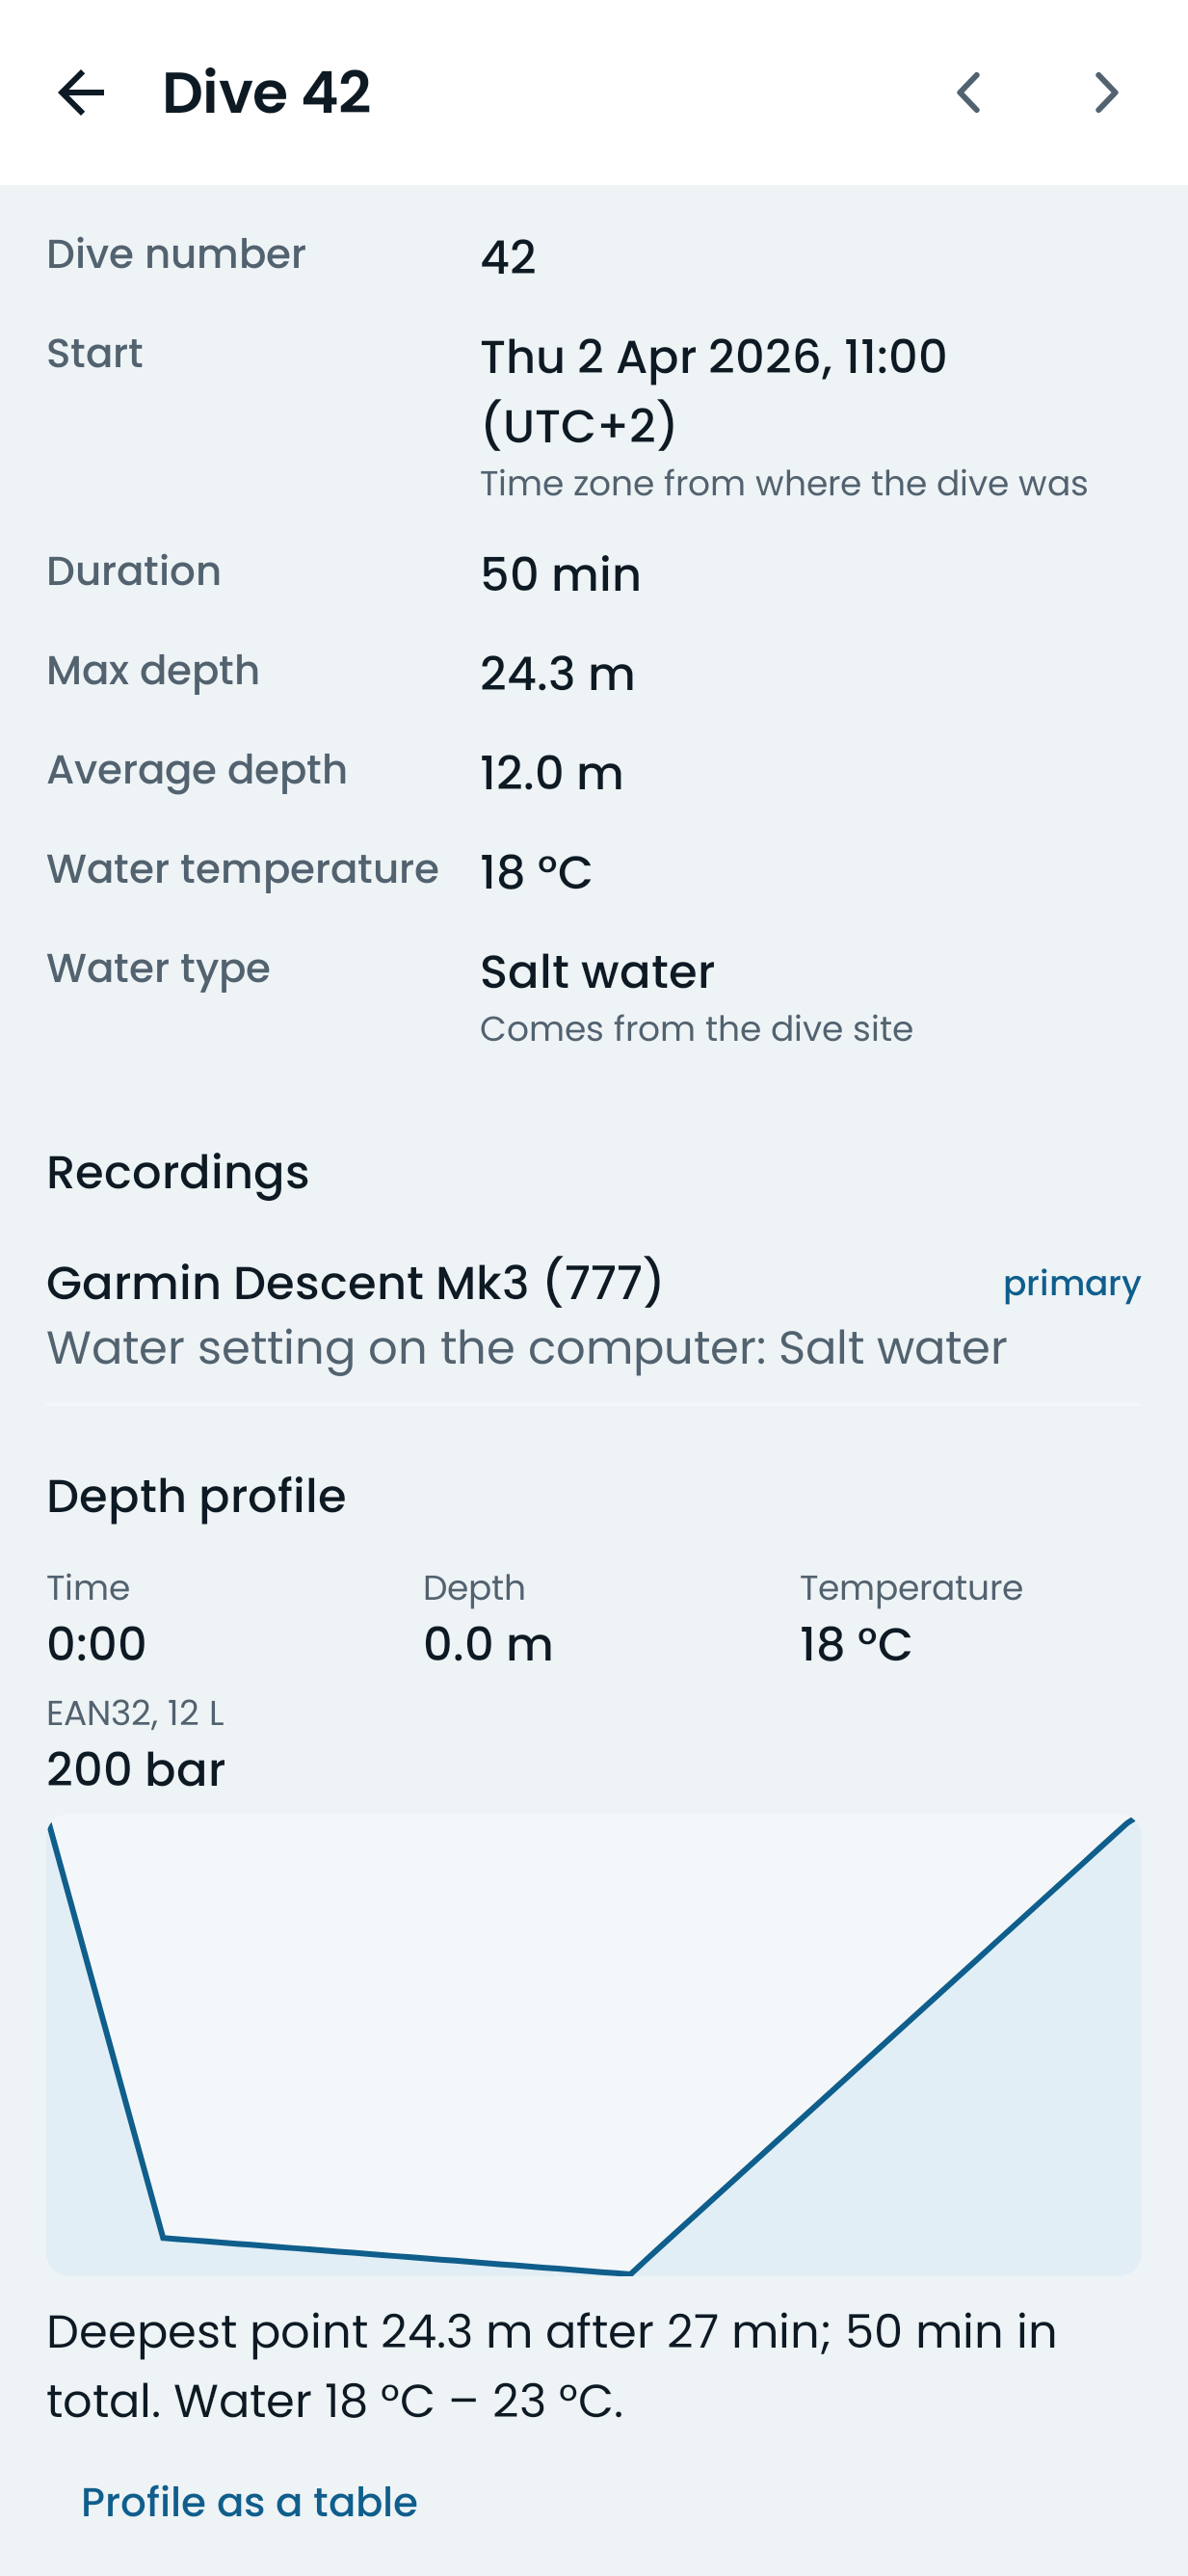 Dive 42
Dive number 42
Start Thu 2 Apr 2026, 11:00
(UTC+2)
Time zone from where the dive was
Duration 50 min
Max depth 24.3 m
Average depth 12.0 m
Water temperature 18 °C
Water type Salt water
Comes from the dive site
Recordings
Garmin Descent Mk3 (777) primary
Water setting on the computer: Salt water
Depth profile
Time Depth Temperature
0:00 0.0 m 18 °C
EAN32, 12 L
200 bar
Deepest point 24.3 m after 27 min; 50 min in
total. Water 18 °C – 23 °C.
Profile as a table